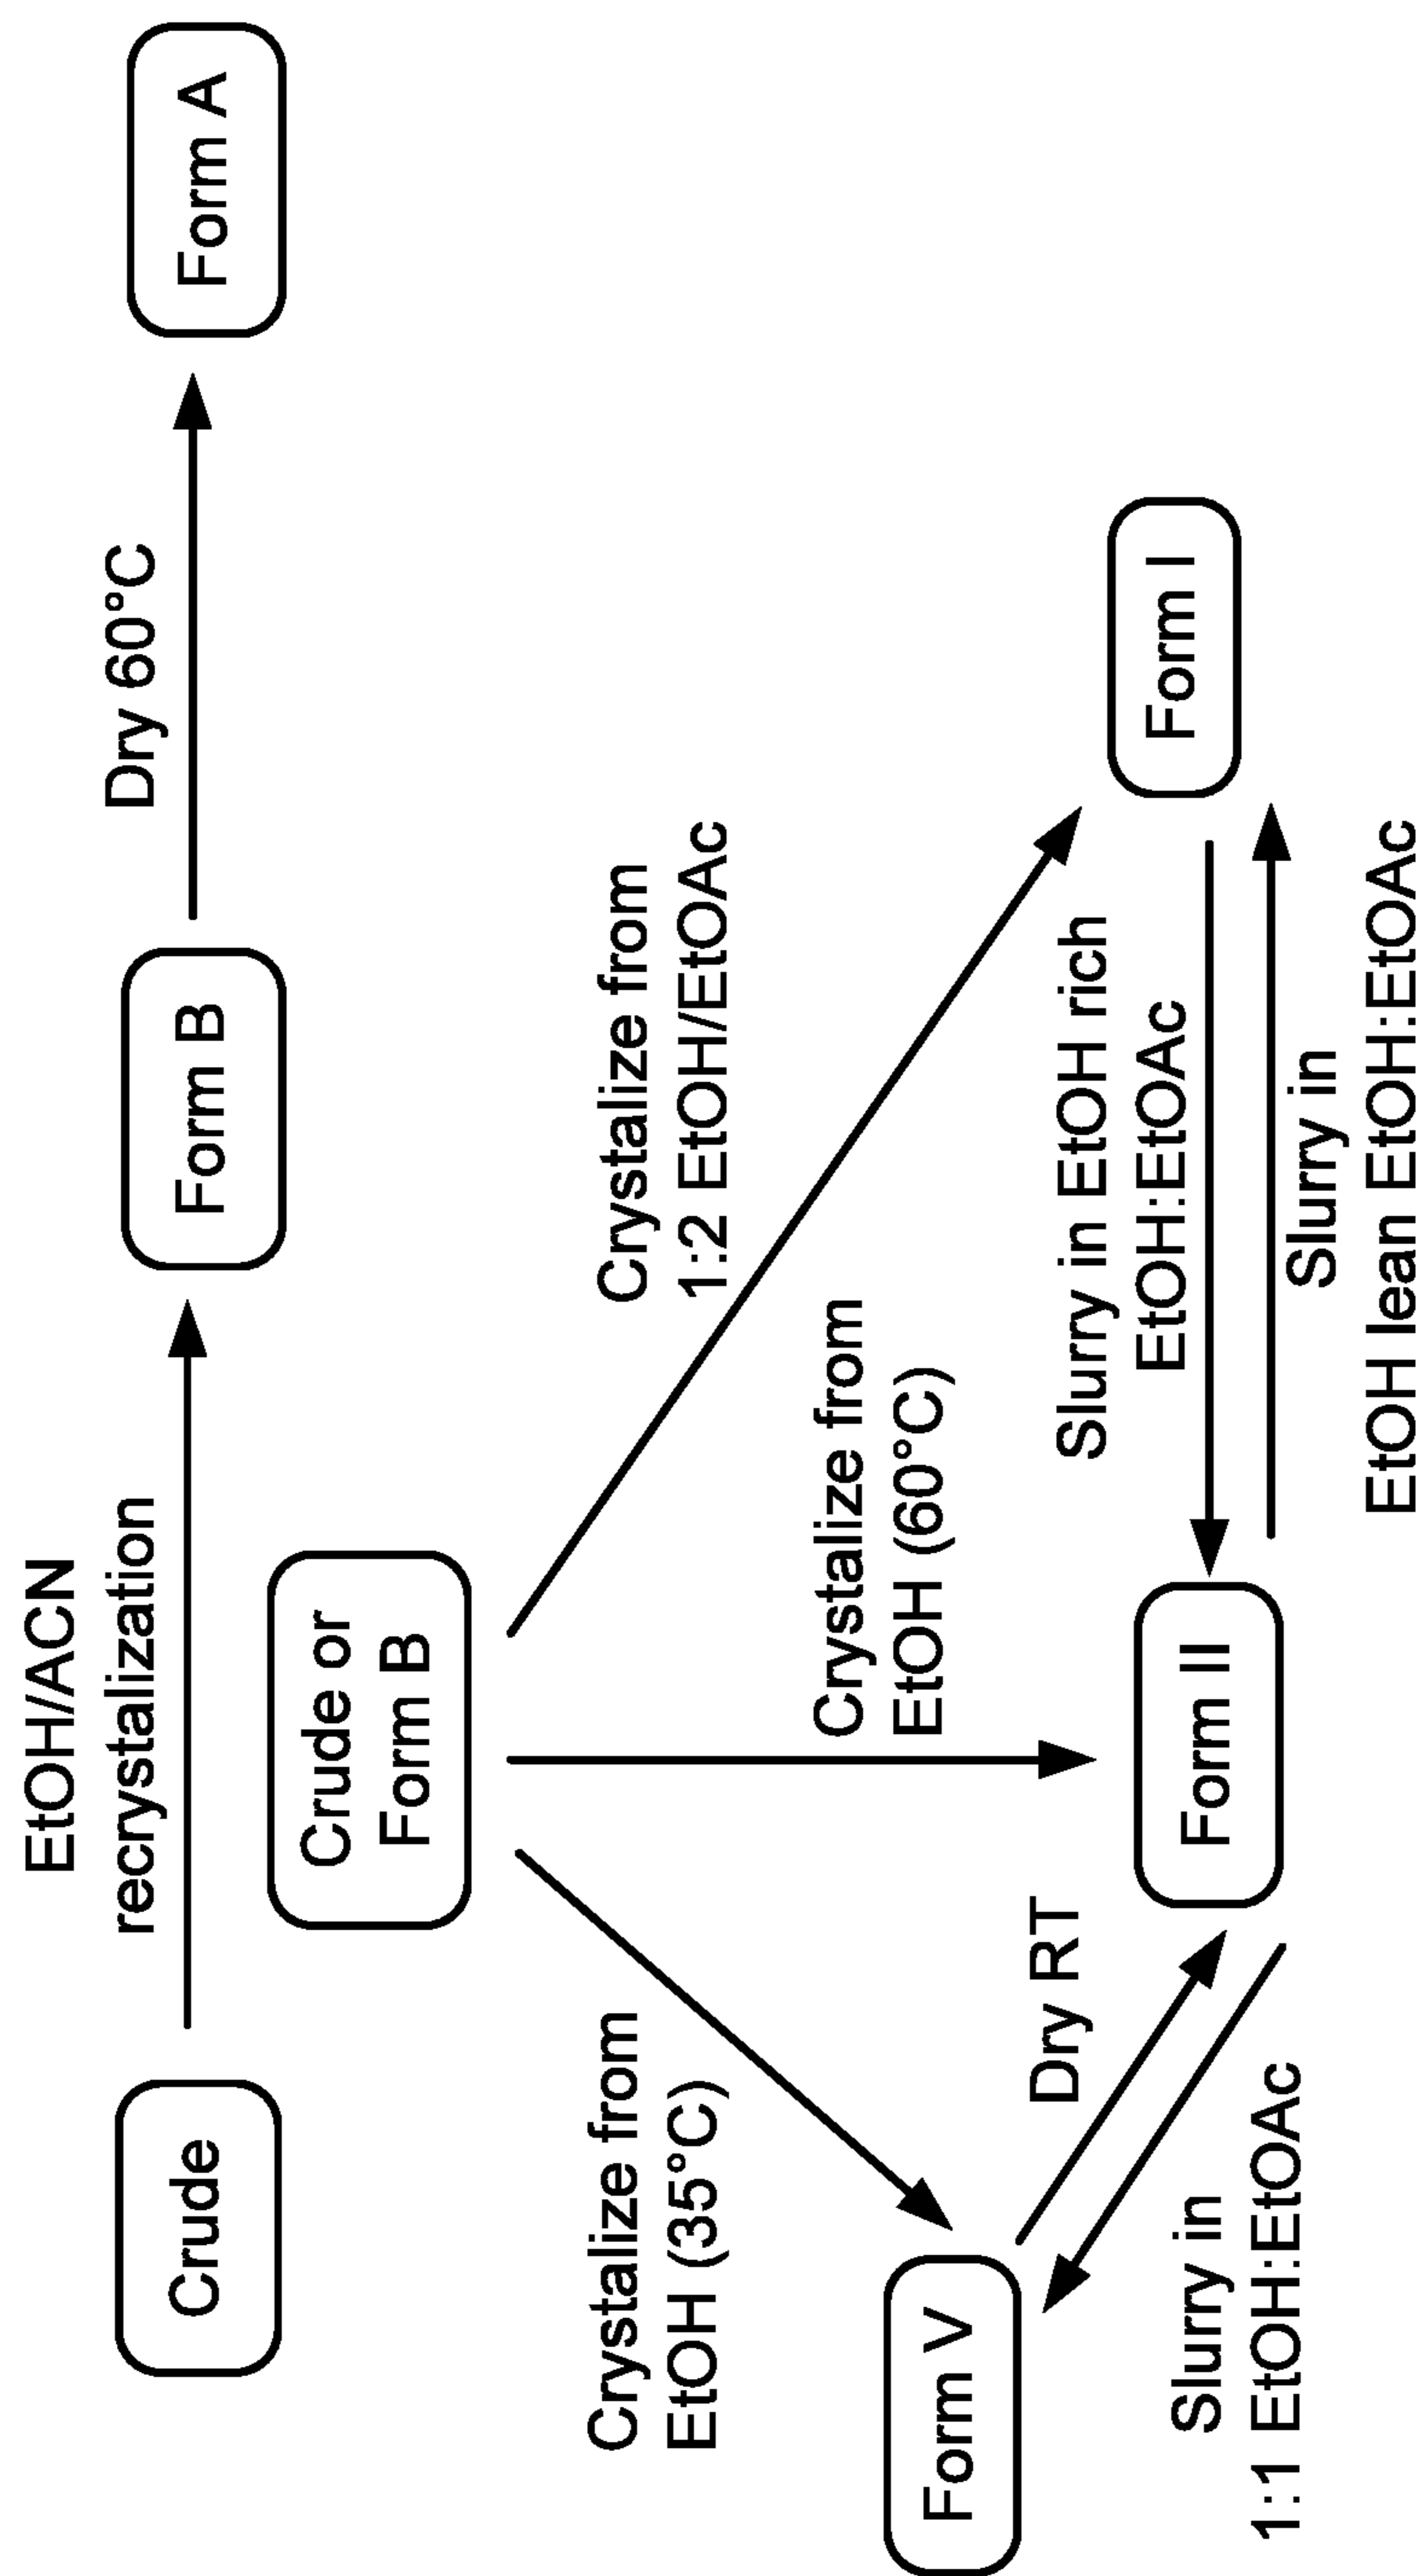 EtOH/ACN
recrystalization
Dry 60°C
Crude
Form B
Form A
Crude or
Form B
Crystalize from
EtOH (35°C)
Crystalize from
EtOH (60°C)
Crystalize from
1:2 EtOH/EtOAc
Form V
Dry RT
Slurry in
1:1 EtOH:EtOAc
Form II
Slurry in EtOH rich
EtOH:EtOAc
Slurry in
EtOH lean EtOH:EtOAc
Form I